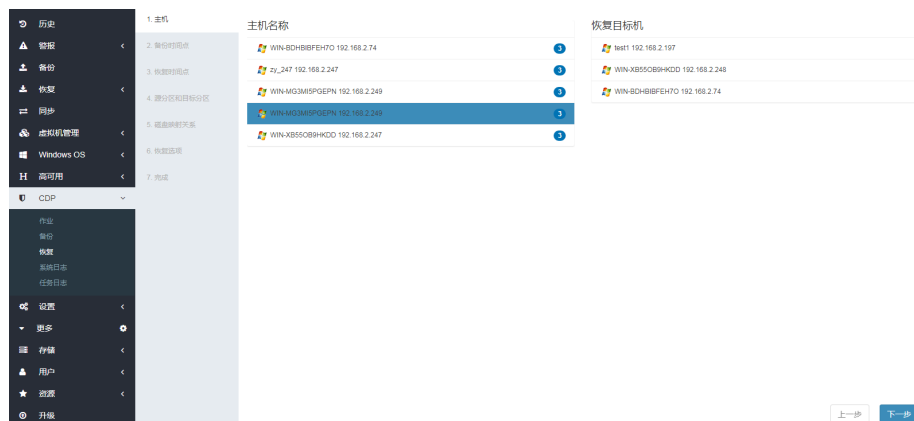 历史
警报
备份
恢复
同步
虚拟机管理
Windows OS
H 高可用
CDP
作业
备份
恢复
系统日志
任务日志
设置
更多
存储
用户
资源
升级
1. 主机
2. 备份时间点
3. 恢复时间点
4. 源分区和目标分区
5. 磁盘映射关系
6. 恢复选项
7. 完成
主机名称
WIN-BDHBIBFEH7O 192.168.2.74 3
zy_247 192.168.2.247 3
WIN-MG3MI5PGEPN 192.168.2.249 3
WIN-MG3MI5PGEPN 192.168.2.249 3
WIN-XB55OB9HKDD 192.168.2.247 3
恢复目标机
test1 192.168.2.197
WIN-XB55OB9HKDD 192.168.2.248
WIN-BDHBIBFEH7O 192.168.2.74
上一步
下一步